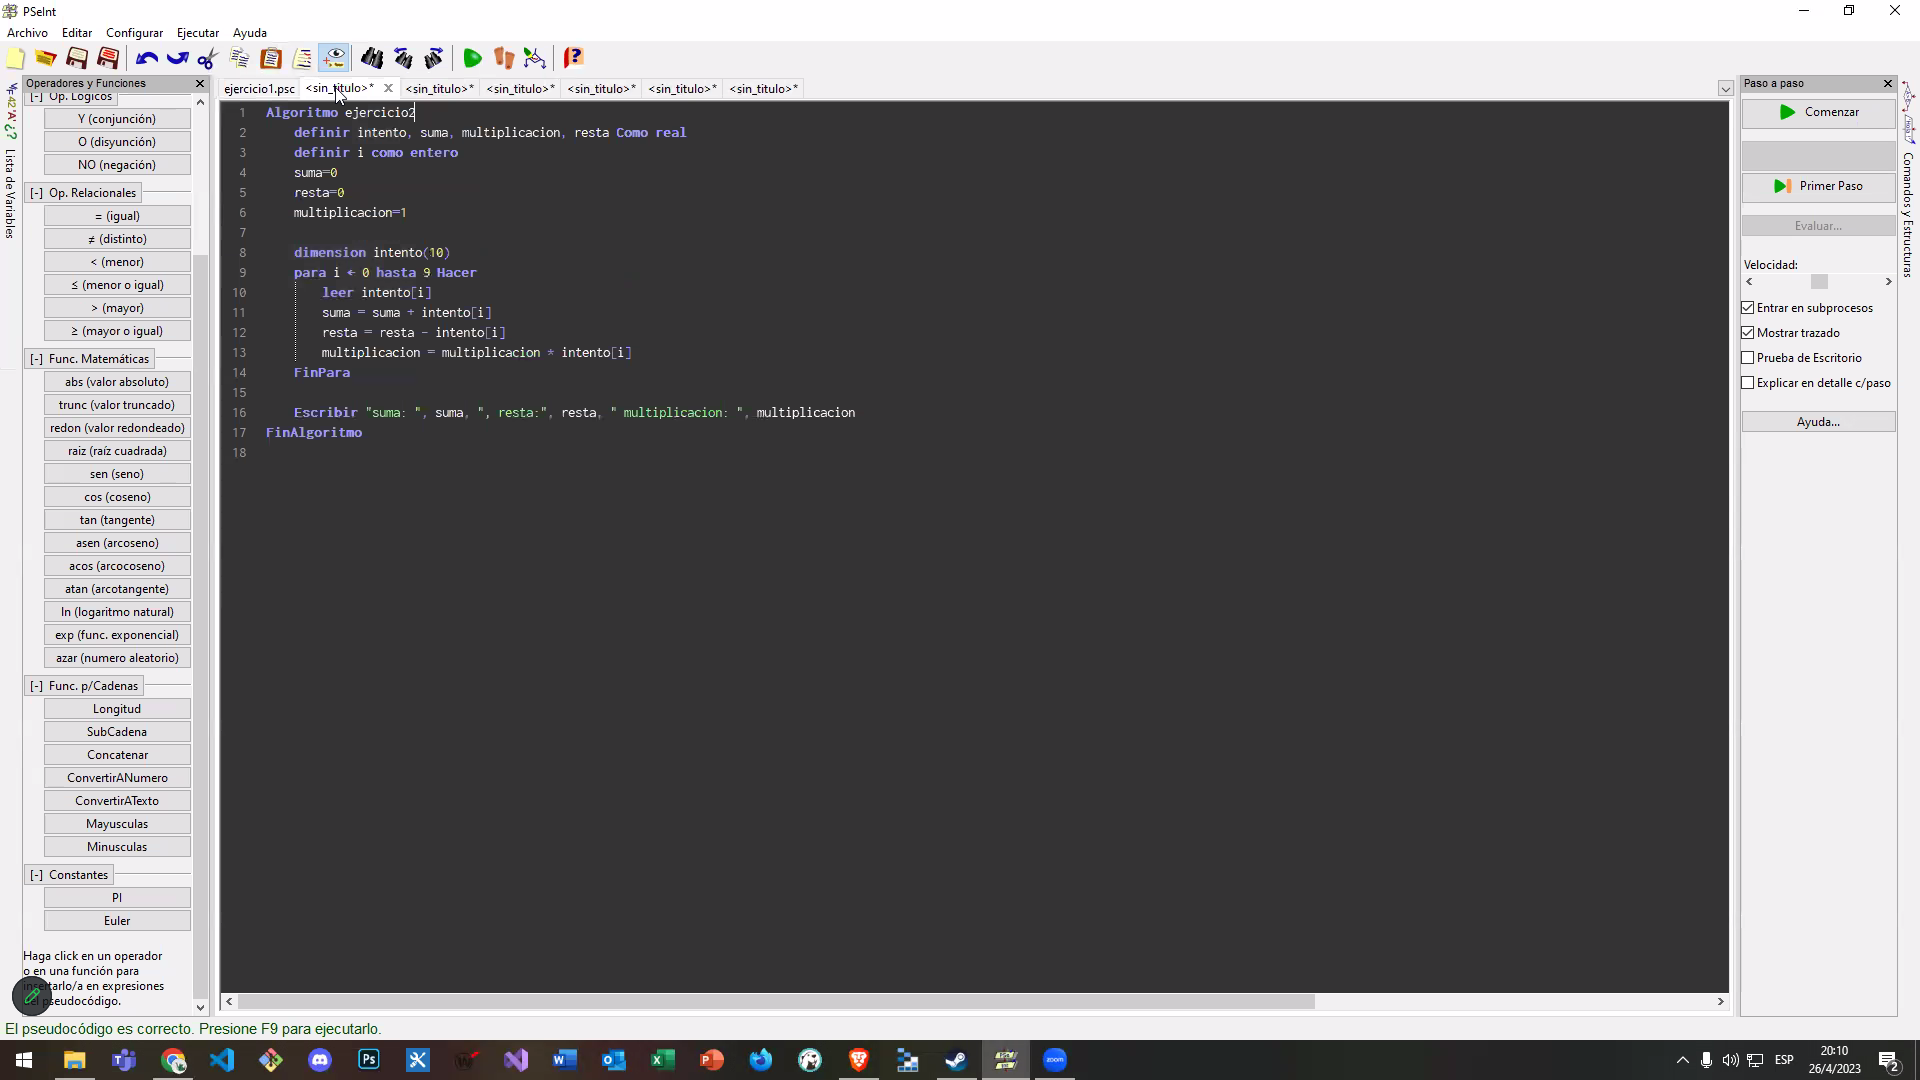 PSeInt
Archivo Editar Configurar Ejecutar Ayuda
Operadores y Funciones
[-] Op. Lógicos
Y (conjunción)
O (disyunción)
NO (negación)
[-] Op. Relacionales
= (igual)
≠ (distinto)
< (menor)
≤ (menor o igual)
> (mayor)
≥ (mayor o igual)
[-] Func. Matemáticas
abs (valor absoluto)
trunc (valor truncado)
redon (valor redondeado)
raiz (raíz cuadrada)
sen (seno)
cos (coseno)
tan (tangente)
asen (arcoseno)
acos (arcocoseno)
atan (arcotangente)
ln (logaritmo natural)
exp (func. exponencial)
azar (numero aleatorio)
[-] Func. p/Cadenas
Longitud
SubCadena
Concatenar
ConvertirANumero
ConvertirATexto
Mayusculas
Minusculas
[-] Constantes
PI
Euler
Haga click en un operador
o en una función para
insertarlo/a en expresiones
pseudocódigo.
Lista de Variables
ejercicio1.psc <sin_titulo>* <sin_titulo>* <sin_titulo>* <sin_titulo>* <sin_titulo>* <sin_titulo>*
1 Algoritmo ejercicio2
2 definir intento, suma, multiplicacion, resta Como real
3 definir i como entero
4 suma=0
5 resta=0
6 multiplicacion=1
7
8 dimension intento(10)
9 para i ← 0 hasta 9 Hacer
10 leer intento[i]
11 suma = suma + intento[i]
12 resta = resta - intento[i]
13 multiplicacion = multiplicacion * intento[i]
14 FinPara
15
16 Escribir "suma: ", suma, ", resta:", resta, " multiplicacion: ", multiplicacion
17 FinAlgoritmo
18
Paso a paso
Comenzar
Primer Paso
Evaluar...
Velocidad:
Entrar en subprocesos
Mostrar trazado
Prueba de Escritorio
Explicar en detalle c/paso
Ayuda...
Comandos y Estructuras
El pseudocódigo es correcto. Presione F9 para ejecutarlo.
ESP
20:10
26/4/2023
2